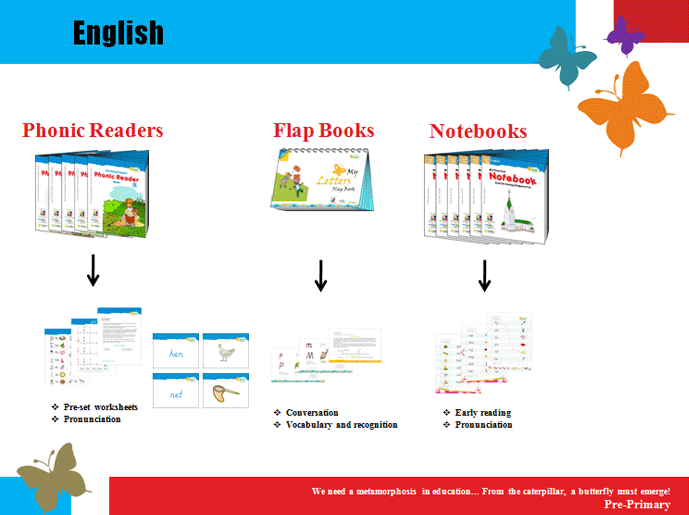 English
Phonic Readers
Flap Books
Notebooks
Phonic Reader
My
Letters
Flap Book
Notebook
hen
net
m
M
❖ Pre-set worksheets
❖ Pronunciation
❖ Conversation
❖ Vocabulary and recognition
❖ Early reading
❖ Pronunciation
We need a metamorphosis in education... From the caterpillar, a butterfly must emerge!
Pre-Primary